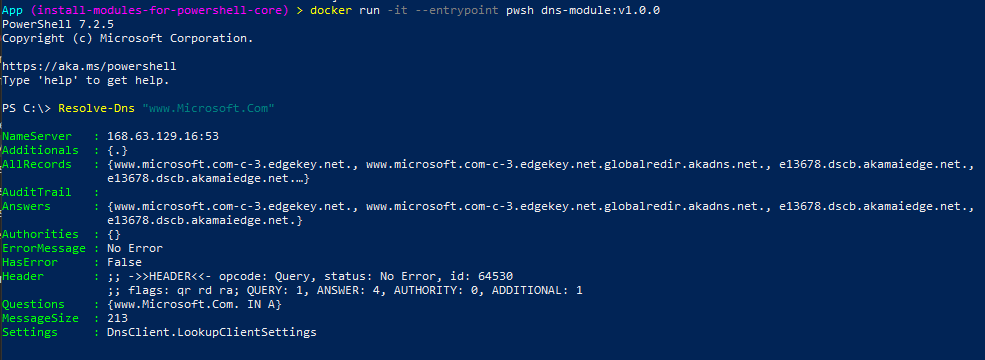 App (install-modules-for-powershell-core) > docker run -it --entrypoint pwsh dns-module:v1.0.0
PowerShell 7.2.5
Copyright (c) Microsoft Corporation.
https://aka.ms/powershell
Type 'help' to get help.
PS C:\> Resolve-Dns "www.Microsoft.Com"
NameServer   : 168.63.129.16:53
Additionals  : {.}
AllRecords   : {www.microsoft.com-c-3.edgekey.net., www.microsoft.com-c-3.edgekey.net.globalredir.akadns.net., e13678.dscb.akamaiedge.net.,
e13678.dscb.akamaiedge.net.…}
AuditTrail   :
Answers      : {www.microsoft.com-c-3.edgekey.net., www.microsoft.com-c-3.edgekey.net.globalredir.akadns.net., e13678.dscb.akamaiedge.net.,
e13678.dscb.akamaiedge.net.}
Authorities  : {}
ErrorMessage : No Error
HasError     : False
Header       : ;; ->>HEADER<<- opcode: Query, status: No Error, id: 64530
;; flags: qr rd ra; QUERY: 1, ANSWER: 4, AUTHORITY: 0, ADDITIONAL: 1
Questions    : {www.Microsoft.Com. IN A}
MessageSize  : 213
Settings     : DnsClient.LookupClientSettings